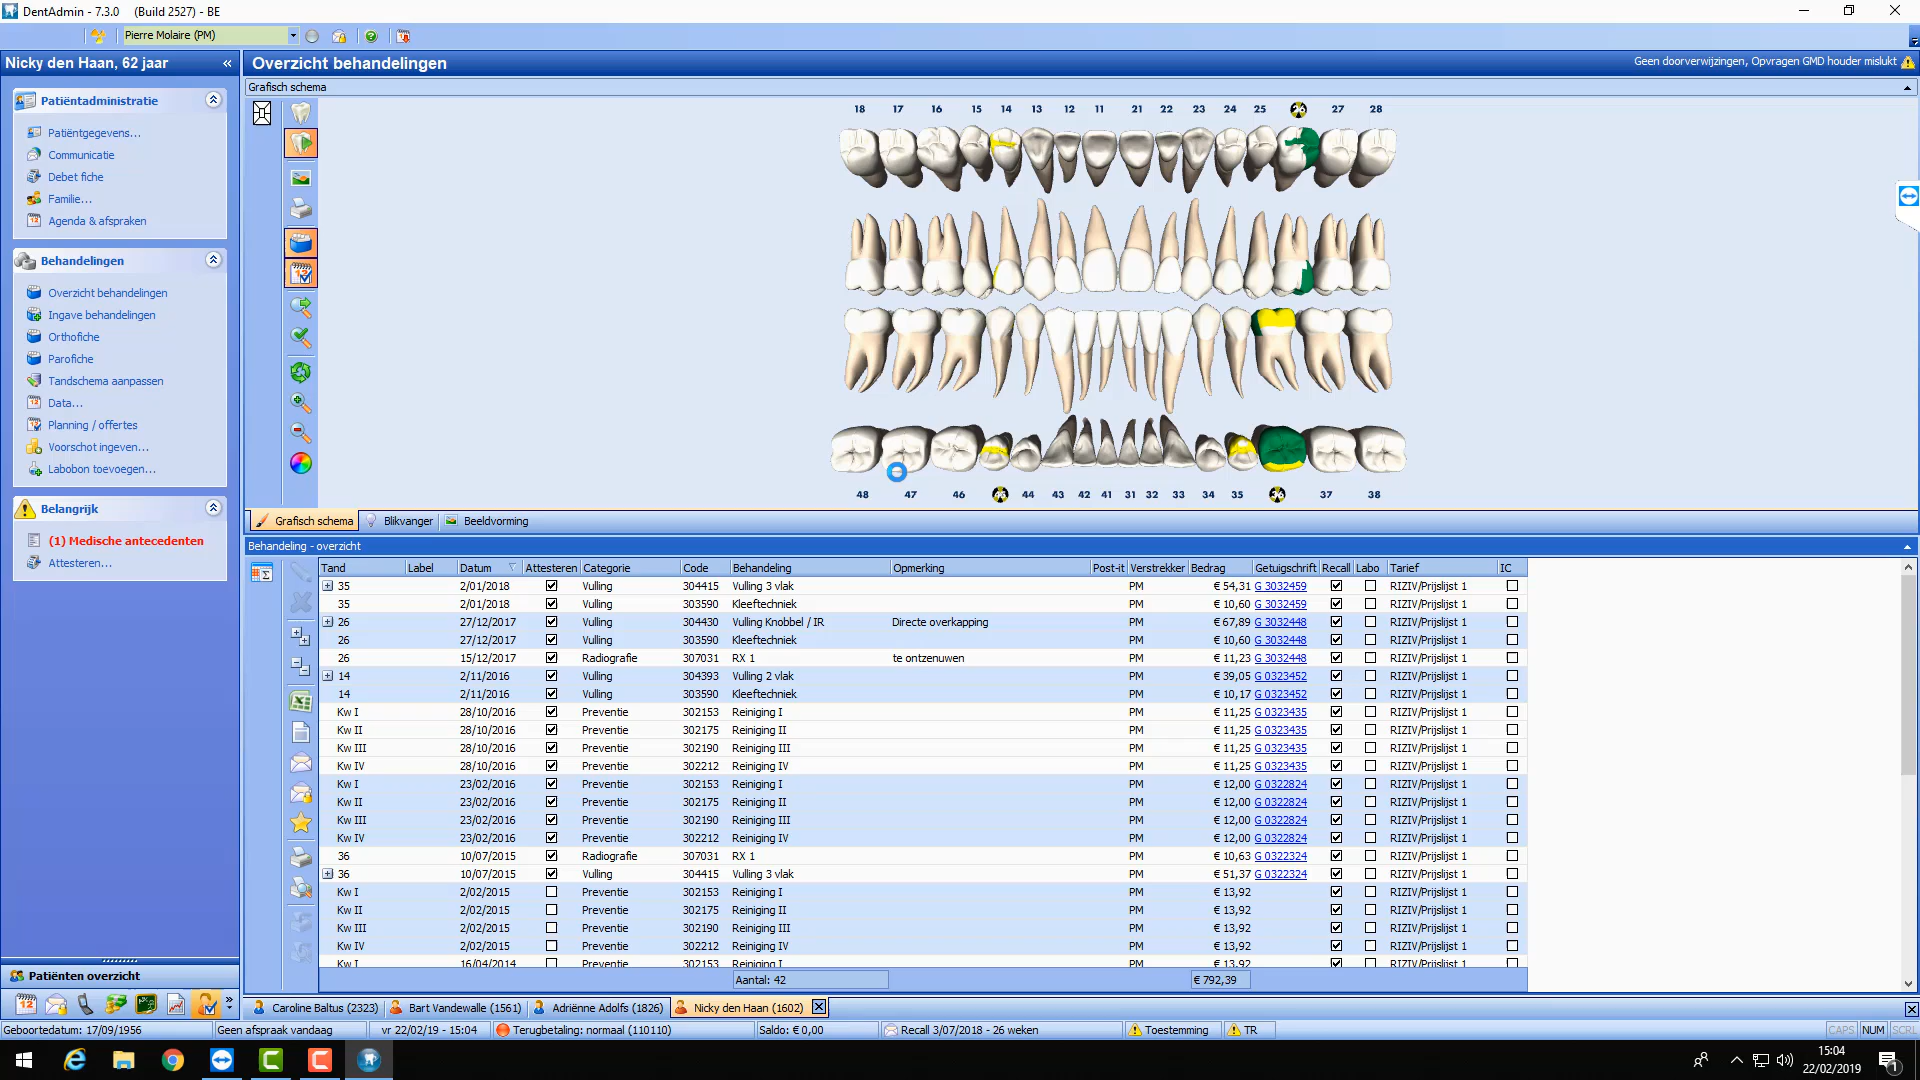 DentAdmin - 7.3.0 (Build 2527) - BE
Pierre Molaire (PM)
Nicky den Haan, 62 jaar «
Overzicht behandelingen
Geen doorverwijzingen, Opvragen GMD houder mislukt
Grafisch schema
Patiëntadministratie
Patiëntgegevens...
Communicatie
Debet fiche
Familie...
Agenda & afspraken
Behandelingen
Overzicht behandelingen
Ingave behandelingen
Orthofiche
Parofiche
Tandschema aanpassen
Data...
Planning / offertes
Voorschot ingeven...
Labobon toevoegen...
Belangrijk
(1) Medische antecedenten
Attesteren...
18 17 16 15 14 13 12 11 21 22 23 24 25 26 27 28
48 47 46 45 44 43 42 41 31 32 33 34 35 36 37 38
Grafisch schema Blikvanger Beeldvorming
Behandeling - overzicht
Tand Label Datum Attesteren Categorie Code Behandeling Opmerking Post-it Verstrekker Bedrag Getuigschrift Recall Labo Tarief IC
35 2/01/2018 Vulling 304415 Vulling 3 vlak PM € 54,31 G 3032459 RIZIV/Prijslijst 1
35 2/01/2018 Vulling 303590 Kleeftechniek PM € 10,60 G 3032459 RIZIV/Prijslijst 1
26 27/12/2017 Vulling 304430 Vulling Knobbel / IR Directe overkapping PM € 67,89 G 3032448 RIZIV/Prijslijst 1
26 27/12/2017 Vulling 303590 Kleeftechniek PM € 10,60 G 3032448 RIZIV/Prijslijst 1
26 15/12/2017 Radiografie 307031 RX 1 te ontzenuwen PM € 11,23 G 3032448 RIZIV/Prijslijst 1
14 2/11/2016 Vulling 304393 Vulling 2 vlak PM € 39,05 G 0323452 RIZIV/Prijslijst 1
14 2/11/2016 Vulling 303590 Kleeftechniek PM € 10,17 G 0323452 RIZIV/Prijslijst 1
Kw I 28/10/2016 Preventie 302153 Reiniging I PM € 11,25 G 0323435 RIZIV/Prijslijst 1
Kw II 28/10/2016 Preventie 302175 Reiniging II PM € 11,25 G 0323435 RIZIV/Prijslijst 1
Kw III 28/10/2016 Preventie 302190 Reiniging III PM € 11,25 G 0323435 RIZIV/Prijslijst 1
Kw IV 28/10/2016 Preventie 302212 Reiniging IV PM € 11,25 G 0323435 RIZIV/Prijslijst 1
Kw I 23/02/2016 Preventie 302153 Reiniging I PM € 12,00 G 0322824 RIZIV/Prijslijst 1
Kw II 23/02/2016 Preventie 302175 Reiniging II PM € 12,00 G 0322824 RIZIV/Prijslijst 1
Kw III 23/02/2016 Preventie 302190 Reiniging III PM € 12,00 G 0322824 RIZIV/Prijslijst 1
Kw IV 23/02/2016 Preventie 302212 Reiniging IV PM € 12,00 G 0322824 RIZIV/Prijslijst 1
36 10/07/2015 Radiografie 307031 RX 1 PM € 10,63 G 0322324 RIZIV/Prijslijst 1
36 10/07/2015 Vulling 304415 Vulling 3 vlak PM € 51,37 G 0322324 RIZIV/Prijslijst 1
Kw I 2/02/2015 Preventie 302153 Reiniging I PM € 13,92 RIZIV/Prijslijst 1
Kw II 2/02/2015 Preventie 302175 Reiniging II PM € 13,92 RIZIV/Prijslijst 1
Kw III 2/02/2015 Preventie 302190 Reiniging III PM € 13,92 RIZIV/Prijslijst 1
Kw IV 2/02/2015 Preventie 302212 Reiniging IV PM € 13,92 RIZIV/Prijslijst 1
Kw I 16/04/2014 Preventie 302153 Reiniging I PM € 13,92 RIZIV/Prijslijst 1
Aantal: 42 € 792,39
Patiënten overzicht
Caroline Baltus (2323) Bart Vandewalle (1561) Adriënne Adolfs (1826) Nicky den Haan (1602)
Geboortedatum: 17/09/1956 Geen afspraak vandaag vr 22/02/19 - 15:04 Terugbetaling: normaal (110110) Saldo: € 0,00 Recall 3/07/2018 - 26 weken Toestemming TR CAPS NUM SCRL
15:04
22/02/2019
1